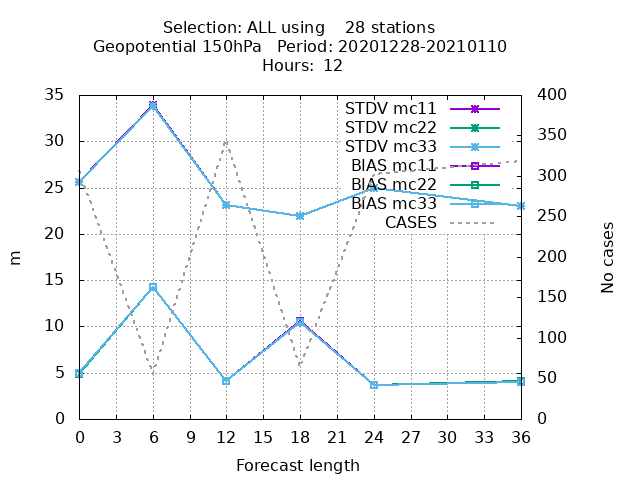 Selection: ALL using    28 stations
Geopotential 150hPa   Period: 20201228-20210110
Hours: 12
35
30
25
20
15
10
5
0
m
400
350
300
250
200
150
100
50
0
No cases
STDV mc11
STDV mc22
STDV mc33
BIAS mc11
BIAS mc22
BIAS mc33
CASES
0 3 6 9 12 15 18 21 24 27 30 33 36
Forecast length